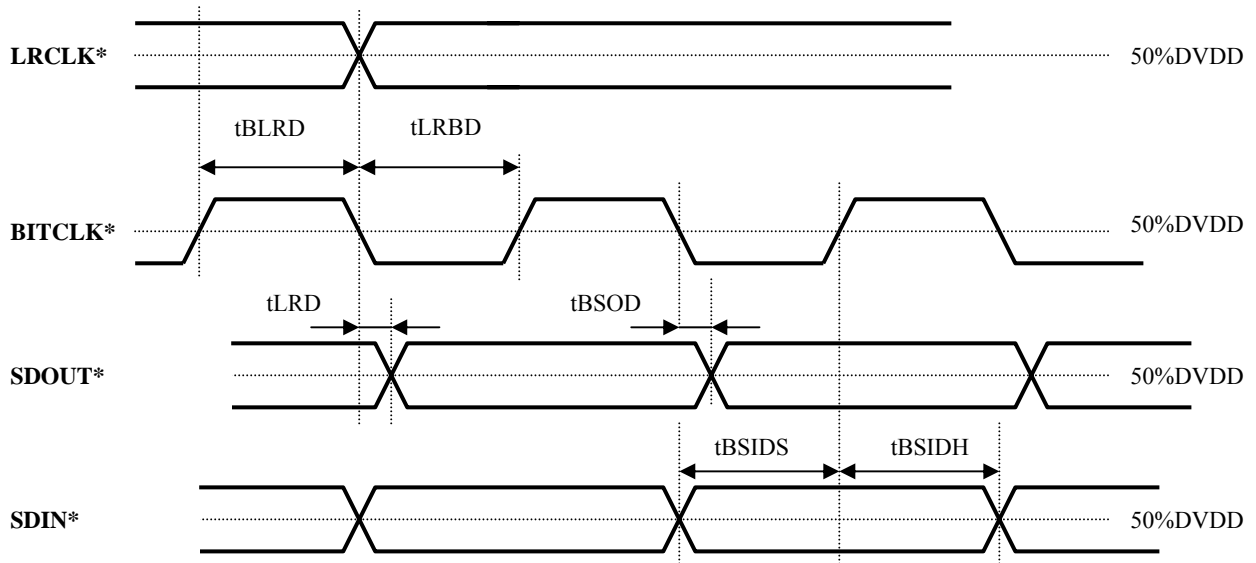 LRCLK* 50%DVDD
tBLRD tLRBD
BITCLK* 50%DVDD
tLRD tBSOD
SDOUT* 50%DVDD
tBSIDS tBSIDH
SDIN* 50%DVDD